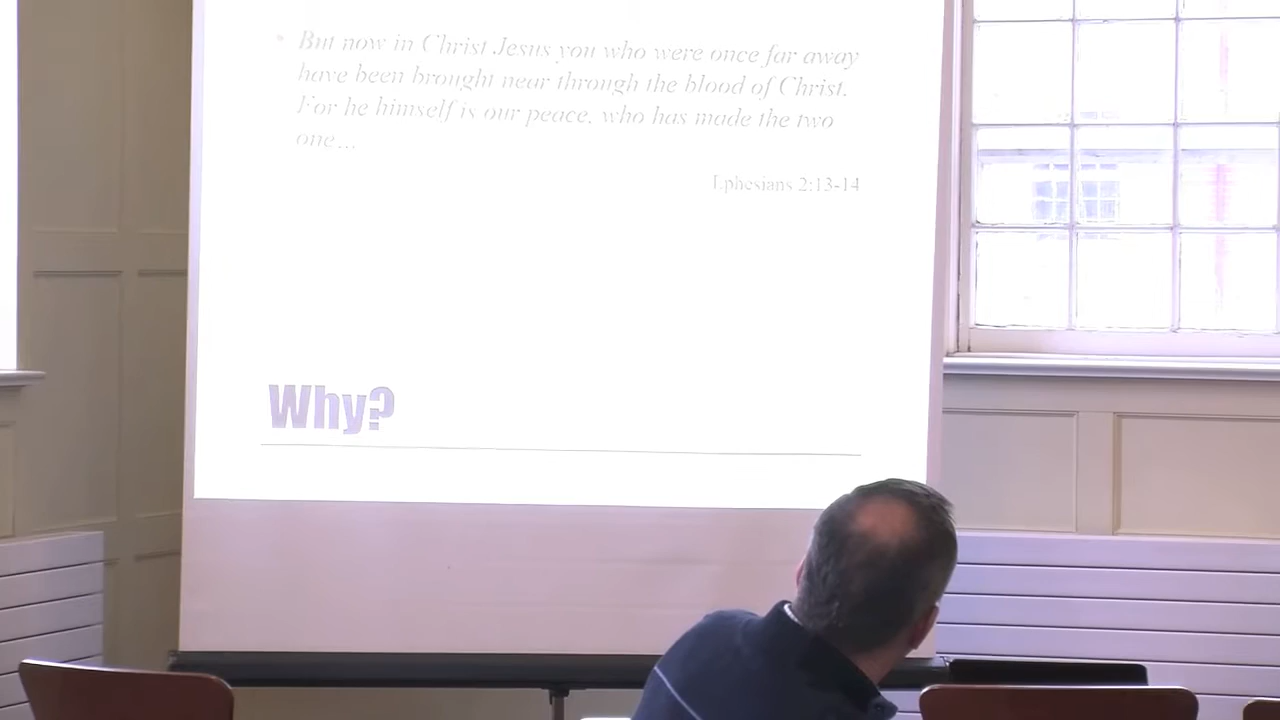 But now in Christ Jesus you who were once far away
have been brought near through the blood of Christ.
For he himself is our peace, who has made the two
one…
Ephesians 2:13-14
Why?